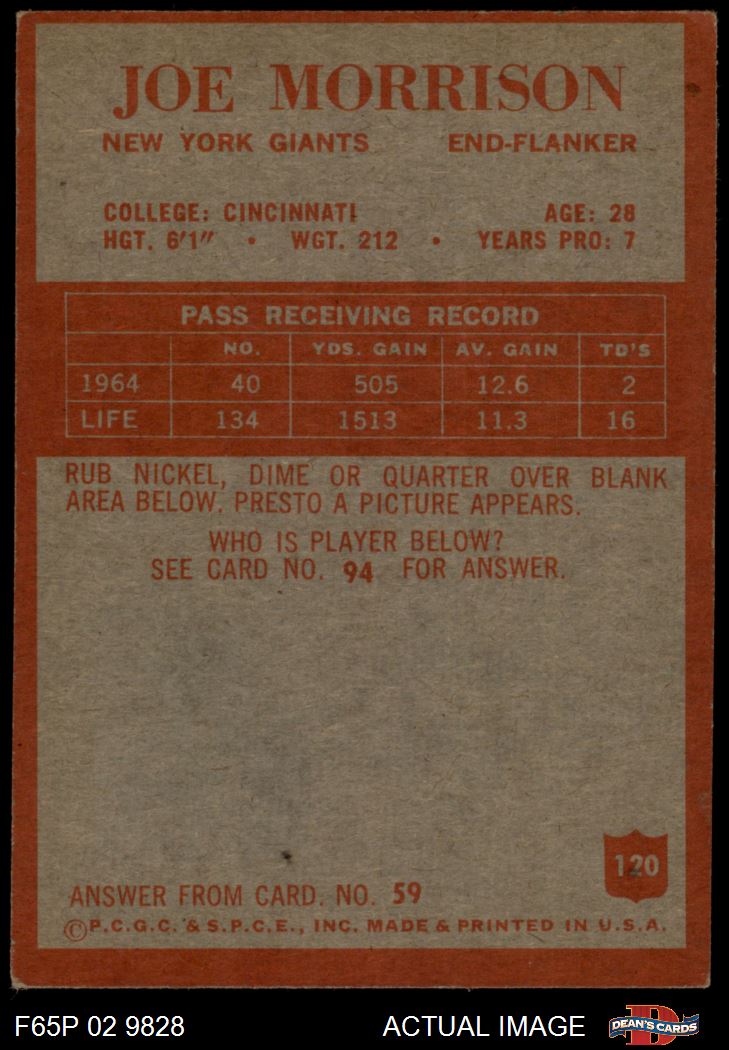 JOE MORRISON
NEW YORK GIANTS END-FLANKER
COLLEGE: CINCINNATI AGE: 28
HGT. 6'1" • WGT. 212 • YEARS PRO: 7
PASS RECEIVING RECORD
NO. YDS. GAIN AV. GAIN TD'S
1964 40 505 12.6 2
LIFE 134 1513 11.3 16
RUB NICKEL, DIME OR QUARTER OVER BLANK
AREA BELOW. PRESTO A PICTURE APPEARS.
WHO IS PLAYER BELOW?
SEE CARD NO. 94 FOR ANSWER.
120
ANSWER FROM CARD. NO. 59
©P.C.G.C. & S.P.C.E., INC. MADE & PRINTED IN U.S.A.
F65P 02 9828 ACTUAL IMAGE D DEAN'S CARDS